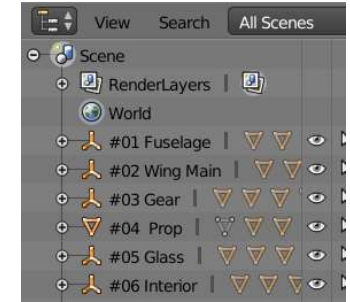 View Search All Scenes
Scene
RenderLayers
World
#01 Fuselage
#02 Wing Main
#03 Gear
#04 Prop
#05 Glass
#06 Interior